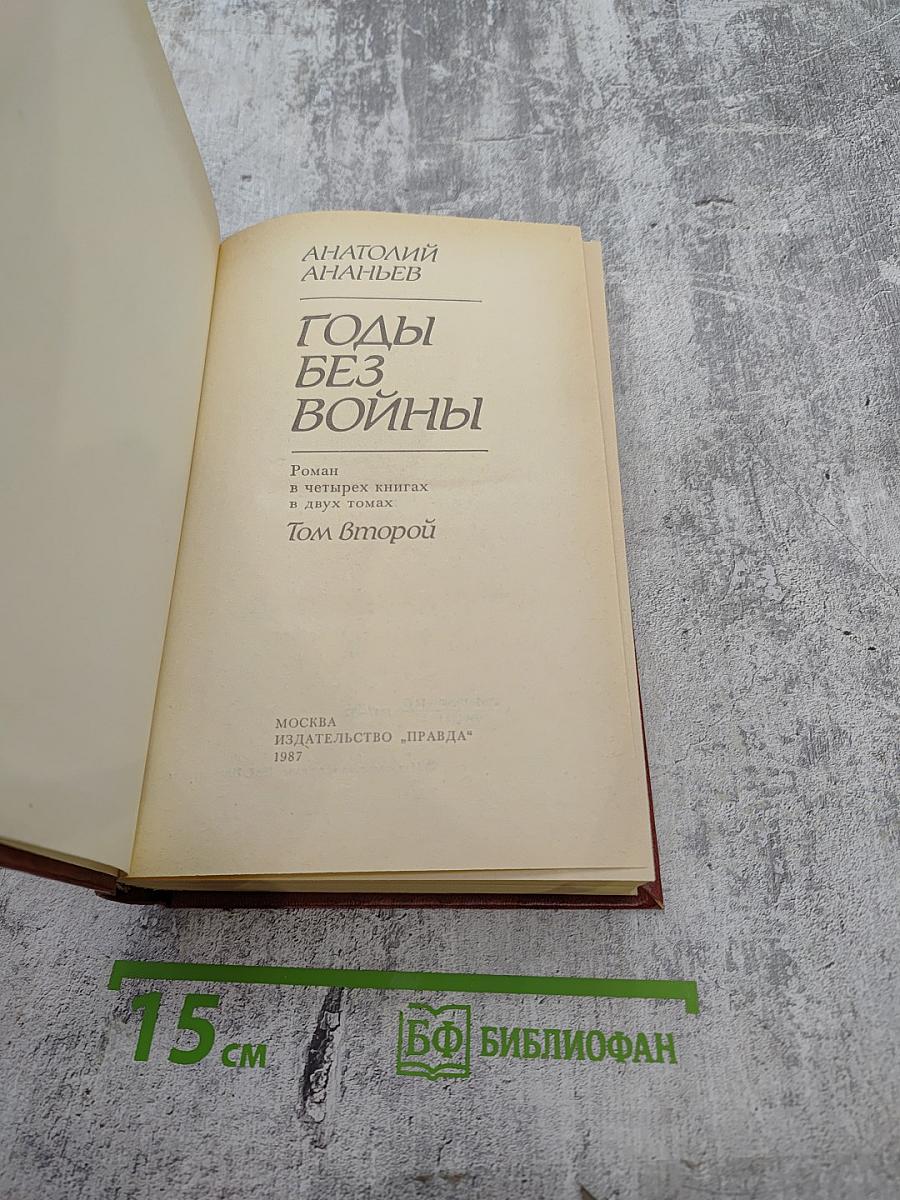 АНАТОЛИЙ
АНАНЬЕВ
ГОДЫ
БЕЗ
ВОЙНЫ
Роман
в четырех книгах
в двух томах
Том второй
МОСКВА
ИЗДАТЕЛЬСТВО „ПРАВДА“
1987
15 см
БФ БИБЛИОФАН